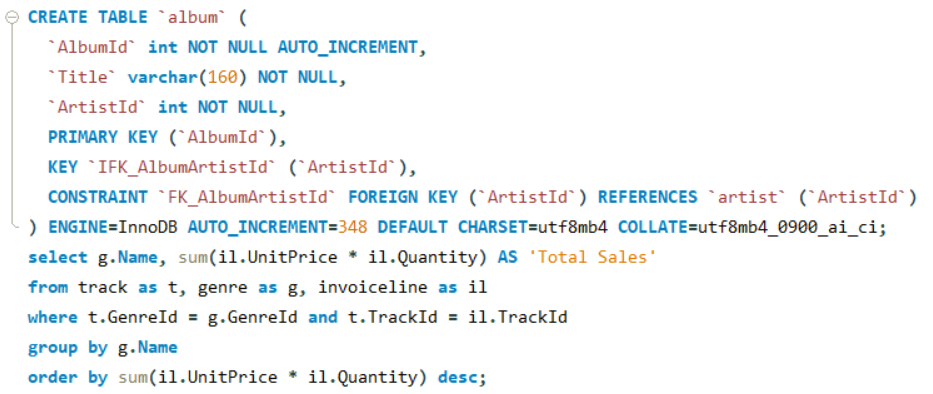 CREATE TABLE `album` (
`AlbumId` int NOT NULL AUTO_INCREMENT,
`Title` varchar(160) NOT NULL,
`ArtistId` int NOT NULL,
PRIMARY KEY (`AlbumId`),
KEY `IFK_AlbumArtistId` (`ArtistId`),
CONSTRAINT `FK_AlbumArtistId` FOREIGN KEY (`ArtistId`) REFERENCES `artist` (`ArtistId`)
) ENGINE=InnoDB AUTO_INCREMENT=348 DEFAULT CHARSET=utf8mb4 COLLATE=utf8mb4_0900_ai_ci;
select g.Name, sum(il.UnitPrice * il.Quantity) AS 'Total Sales'
from track as t, genre as g, invoiceline as il
where t.GenreId = g.GenreId and t.TrackId = il.TrackId
group by g.Name
order by sum(il.UnitPrice * il.Quantity) desc;